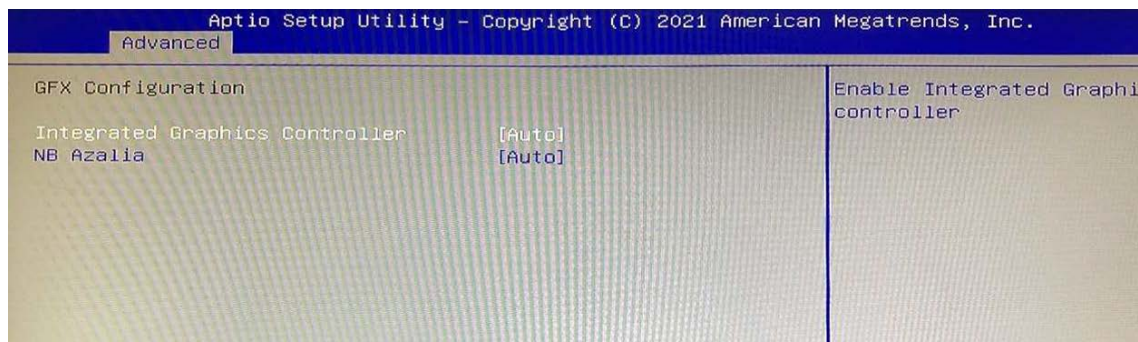 Aptio Setup Utility – Copyright (C) 2021 American Megatrends, Inc.
Advanced
GFX Configuration
Enable Integrated Graphi
controller
Integrated Graphics Controller [Auto]
NB Azalia [Auto]